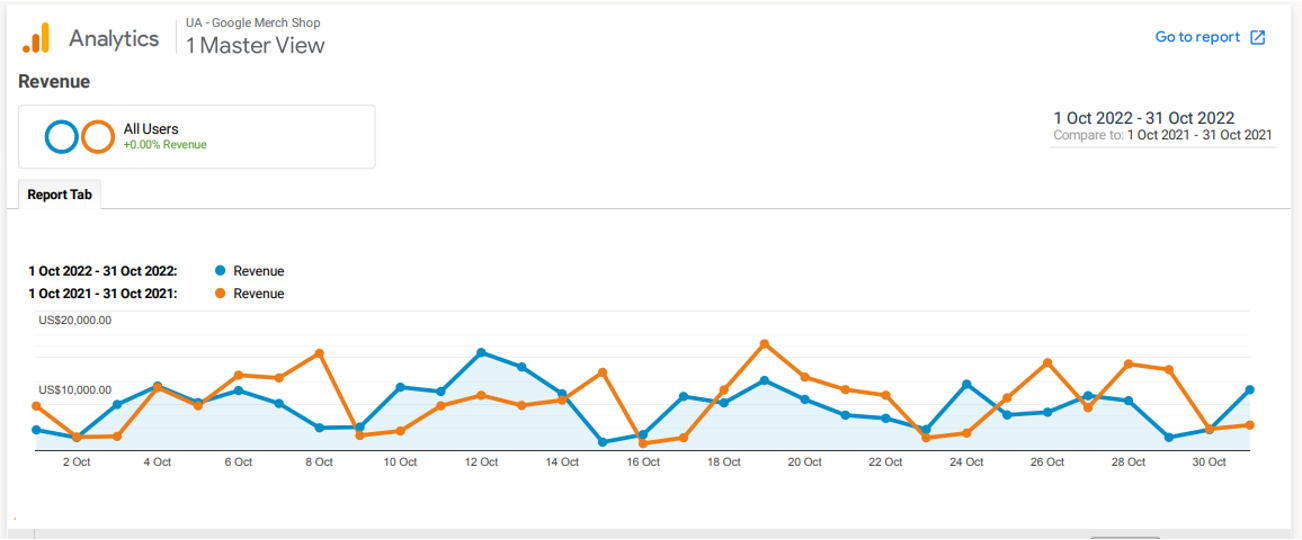 Analytics
UA - Google Merch Shop
1 Master View
Go to report
Revenue
All Users
+0.00% Revenue
1 Oct 2022 - 31 Oct 2022
Compare to: 1 Oct 2021 - 31 Oct 2021
Report Tab
1 Oct 2022 - 31 Oct 2022: Revenue
1 Oct 2021 - 31 Oct 2021: Revenue
US$20,000.00
US$10,000.00
2 Oct 4 Oct 6 Oct 8 Oct 10 Oct 12 Oct 14 Oct 16 Oct 18 Oct 20 Oct 22 Oct 24 Oct 26 Oct 28 Oct 30 Oct